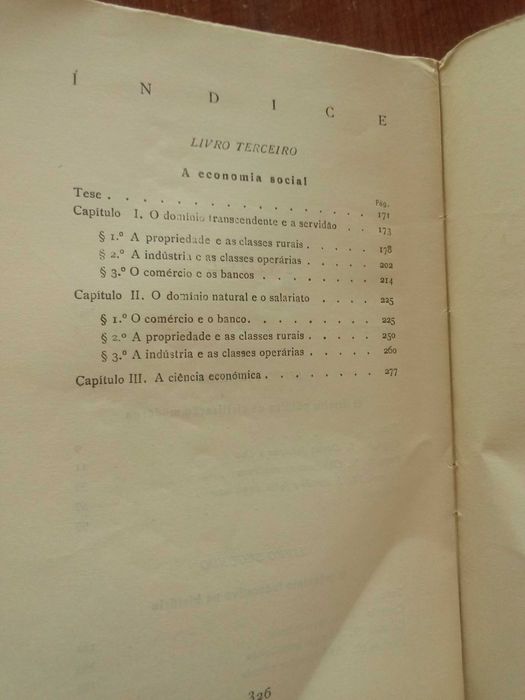 ÍNDICE
LIVRO TERCEIRO
A economia social
Pág.
Tese . . . . . . . . . . . . . . . . 171
Capítulo I. O domínio transcendente e a servidão . . 173
§ 1.º A propriedade e as classes rurais . . . . . 178
§ 2.º A indústria e as classes operárias . . . . . 202
§ 3.º O comércio e os bancos . . . . . . . . 214
Capítulo II. O domínio natural e o salariato . . . . 225
§ 1.º O comércio e o banco. . . . . . . . . 225
§ 2.º A propriedade e as classes rurais . . . . . 250
§ 3.º A indústria e as classes operárias . . . . . 260
Capítulo III. A ciência económica . . . . . . . . 277
326